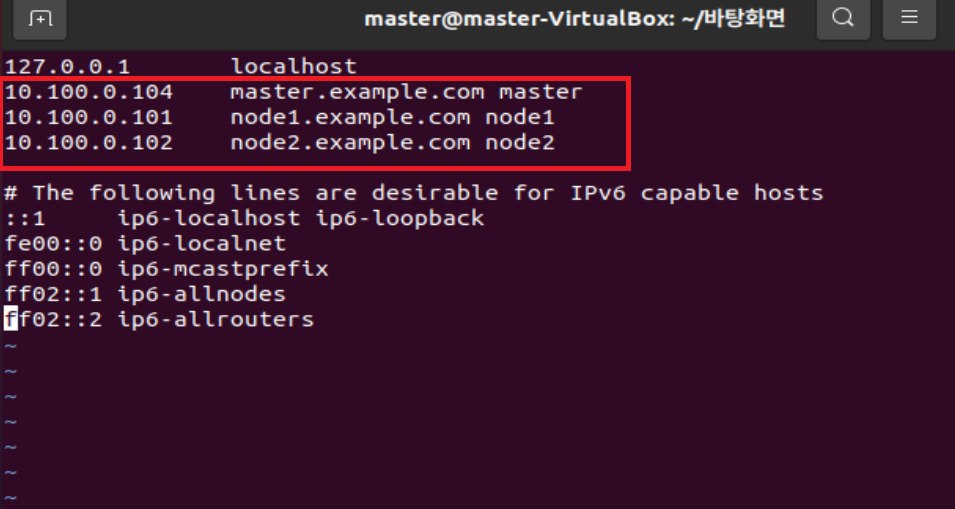 master@master-VirtualBox: ~/바탕화면
127.0.0.1       localhost
10.100.0.104    master.example.com master
10.100.0.101    node1.example.com node1
10.100.0.102    node2.example.com node2
# The following lines are desirable for IPv6 capable hosts
::1     ip6-localhost ip6-loopback
fe00::0 ip6-localnet
ff00::0 ip6-mcastprefix
ff02::1 ip6-allnodes
ff02::2 ip6-allrouters
~
~
~
~
~
~
~